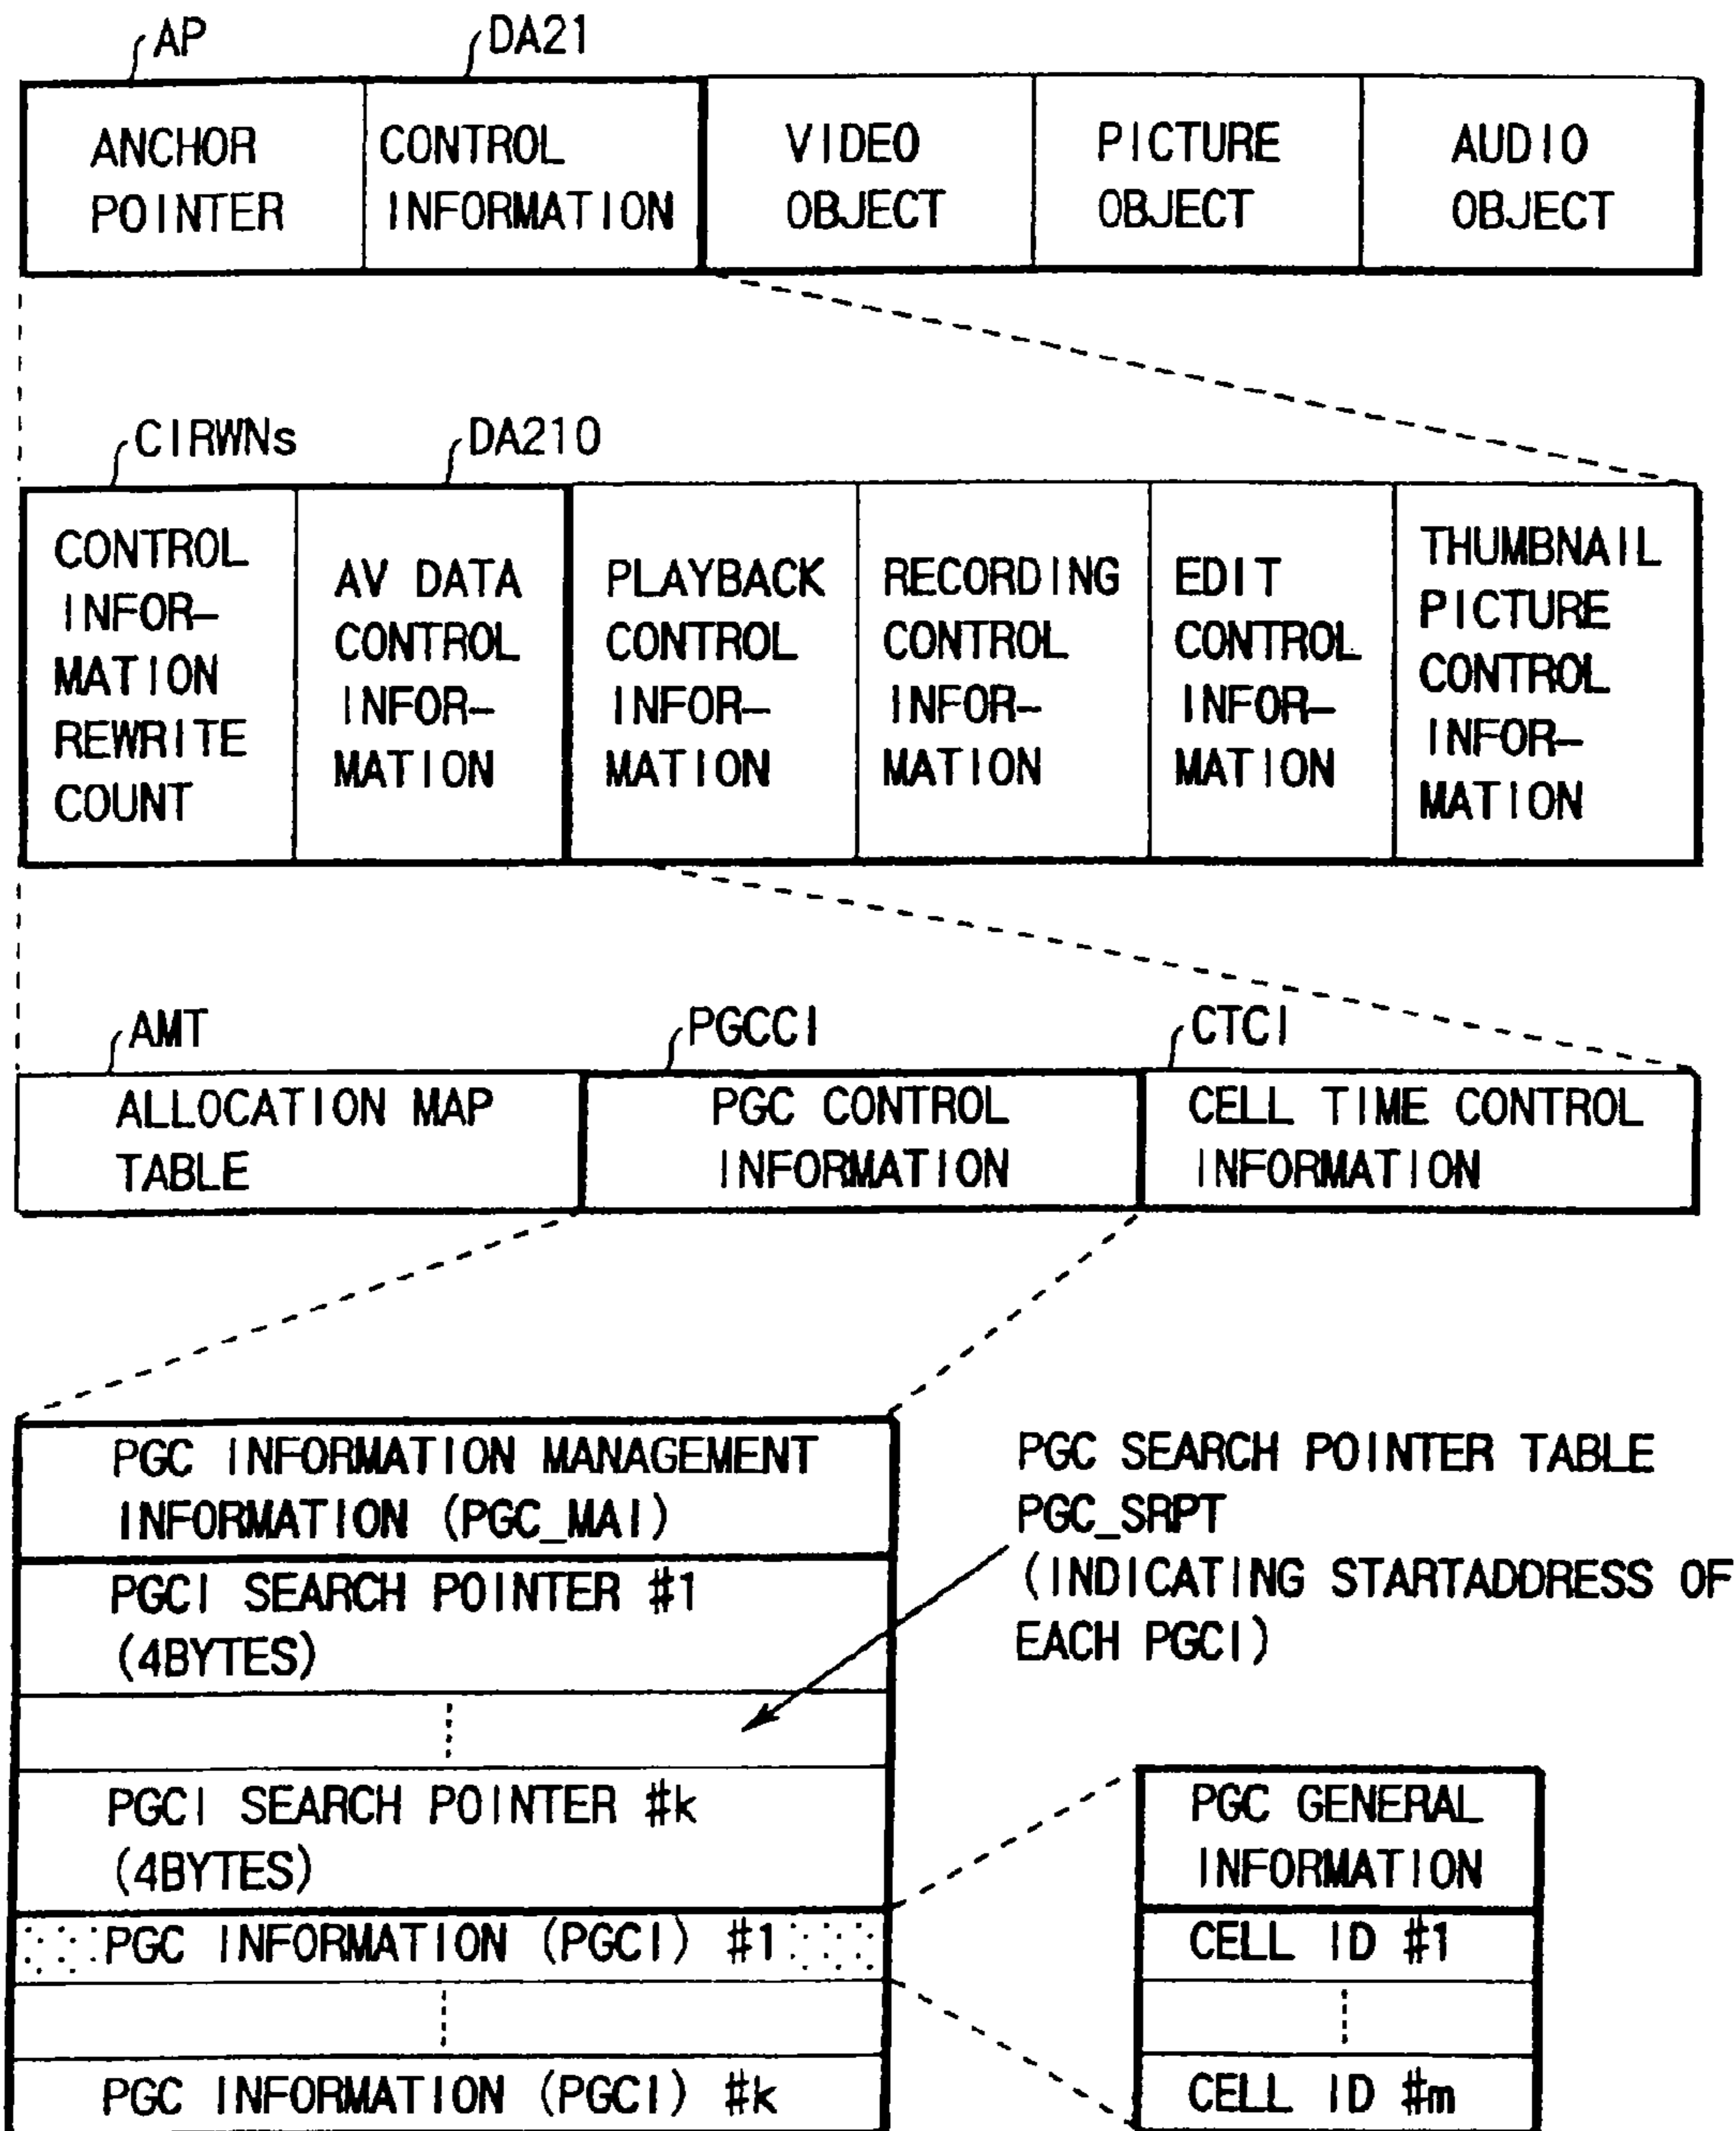 AP
DA21
ANCHOR
POINTER
CONTROL
INFORMATION
VIDEO
OBJECT
PICTURE
OBJECT
AUDIO
OBJECT
CIRWNs
DA210
CONTROL
INFOR-
MATION
REWRITE
COUNT
AV DATA
CONTROL
INFOR-
MATION
PLAYBACK
CONTROL
INFOR-
MATION
RECORDING
CONTROL
INFOR-
MATION
EDIT
CONTROL
INFOR-
MATION
THUMBNAIL
PICTURE
CONTROL
INFOR-
MATION
AMT
PGCCI
CTCI
ALLOCATION MAP
TABLE
PGC CONTROL
INFORMATION
CELL TIME CONTROL
INFORMATION
PGC INFORMATION MANAGEMENT
INFORMATION (PGC_MAI)
PGCI SEARCH POINTER #1
(4BYTES)
PGCI SEARCH POINTER #k
(4BYTES)
PGC INFORMATION (PGCI) #1
PGC INFORMATION (PGCI) #k
PGC SEARCH POINTER TABLE
PGC_SRPT
(INDICATING STARTADDRESS OF
EACH PGCI)
PGC GENERAL
INFORMATION
CELL ID #1
CELL ID #m